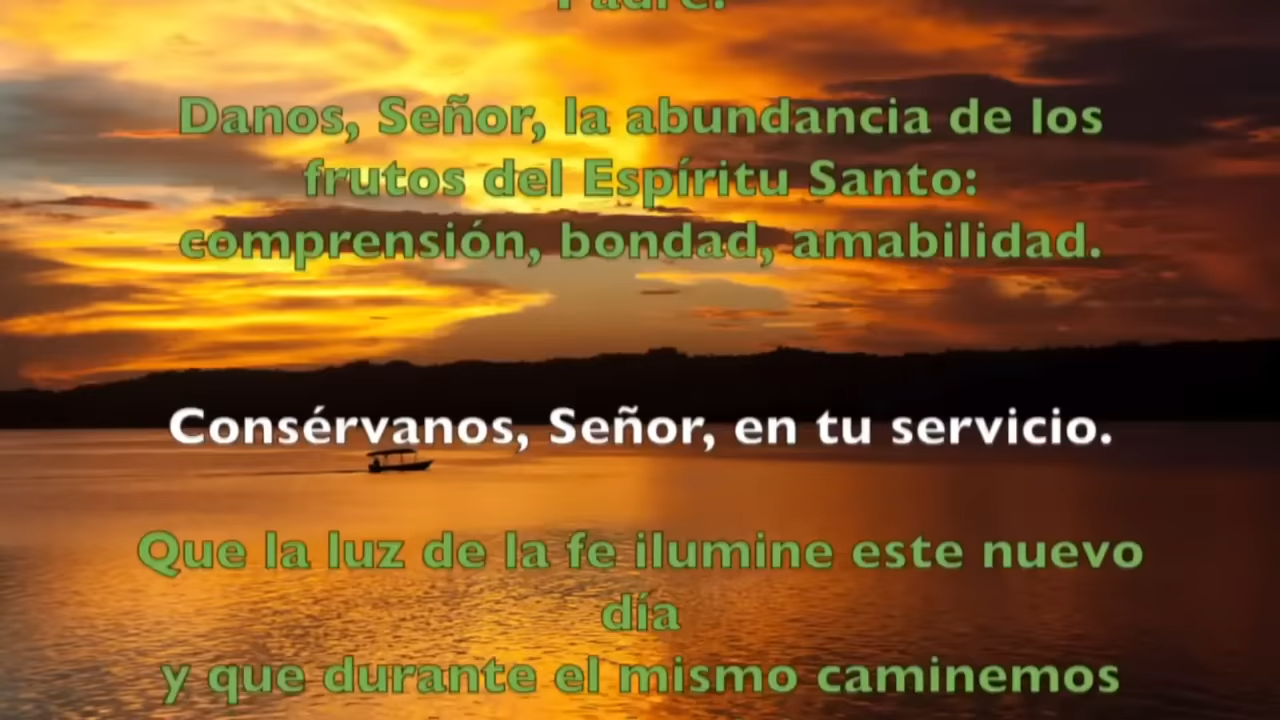 Padre.
Danos, Señor, la abundancia de los
frutos del Espíritu Santo:
comprensión, bondad, amabilidad.
Consérvanos, Señor, en tu servicio.
Que la luz de la fe ilumine este nuevo
día
y que durante el mismo caminemos